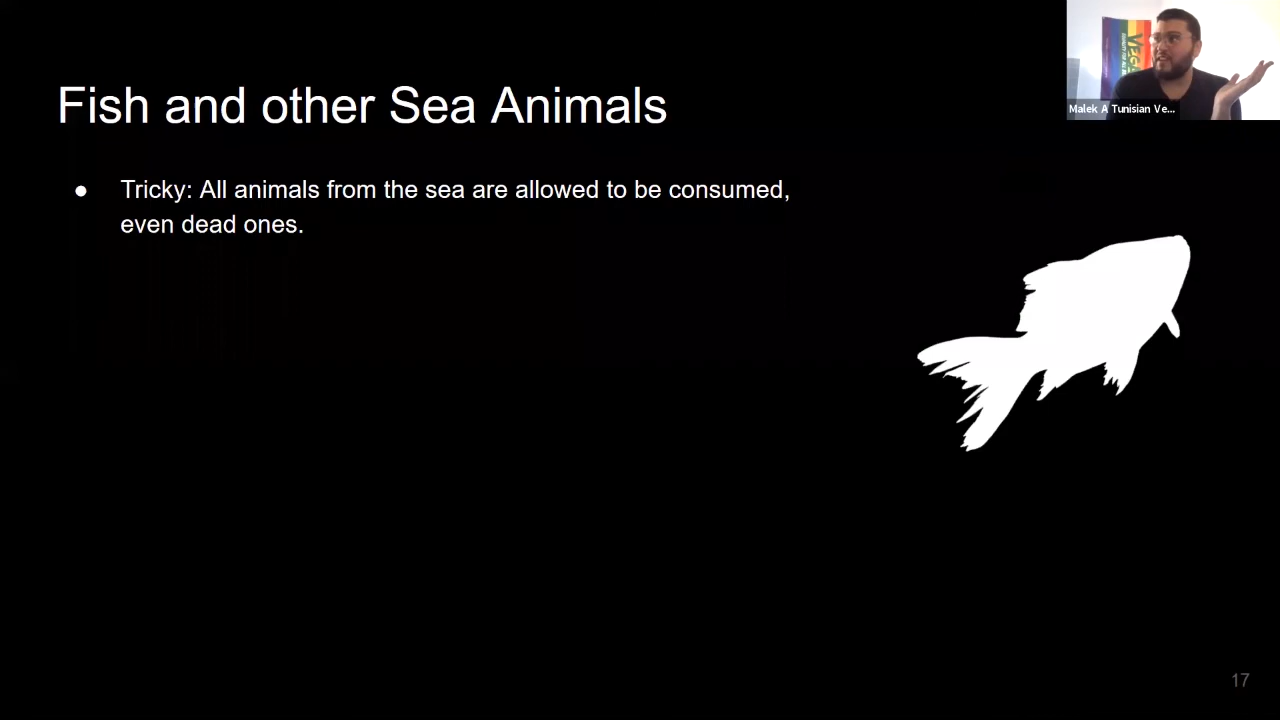 Fish and other Sea Animals
● Tricky: All animals from the sea are allowed to be consumed,
even dead ones.
Malek A Tunisian Ve...
17